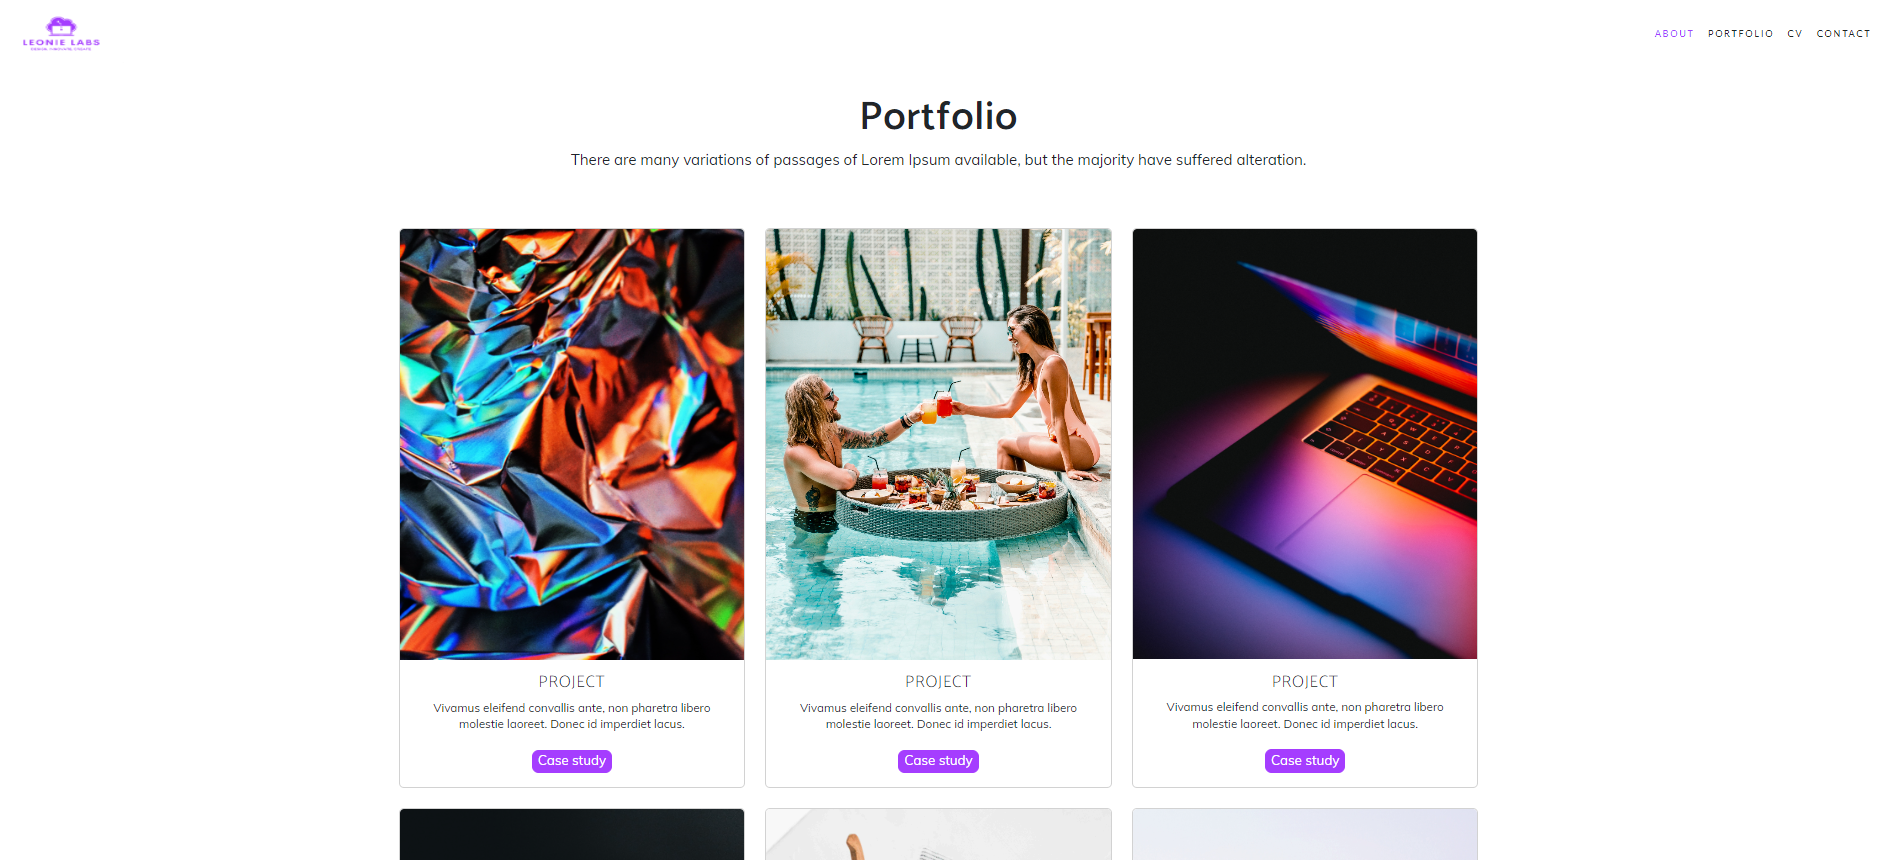 LEONIE LABS
ABOUT PORTFOLIO CV CONTACT
Portfolio
There are many variations of passages of Lorem Ipsum available, but the majority have suffered alteration.
PROJECT
Vivamus eleifend convallis ante, non pharetra libero
molestie laoreet. Donec id imperdiet lacus.
Case study
PROJECT
Vivamus eleifend convallis ante, non pharetra libero
molestie laoreet. Donec id imperdiet lacus.
Case study
PROJECT
Vivamus eleifend convallis ante, non pharetra libero
molestie laoreet. Donec id imperdiet lacus.
Case study